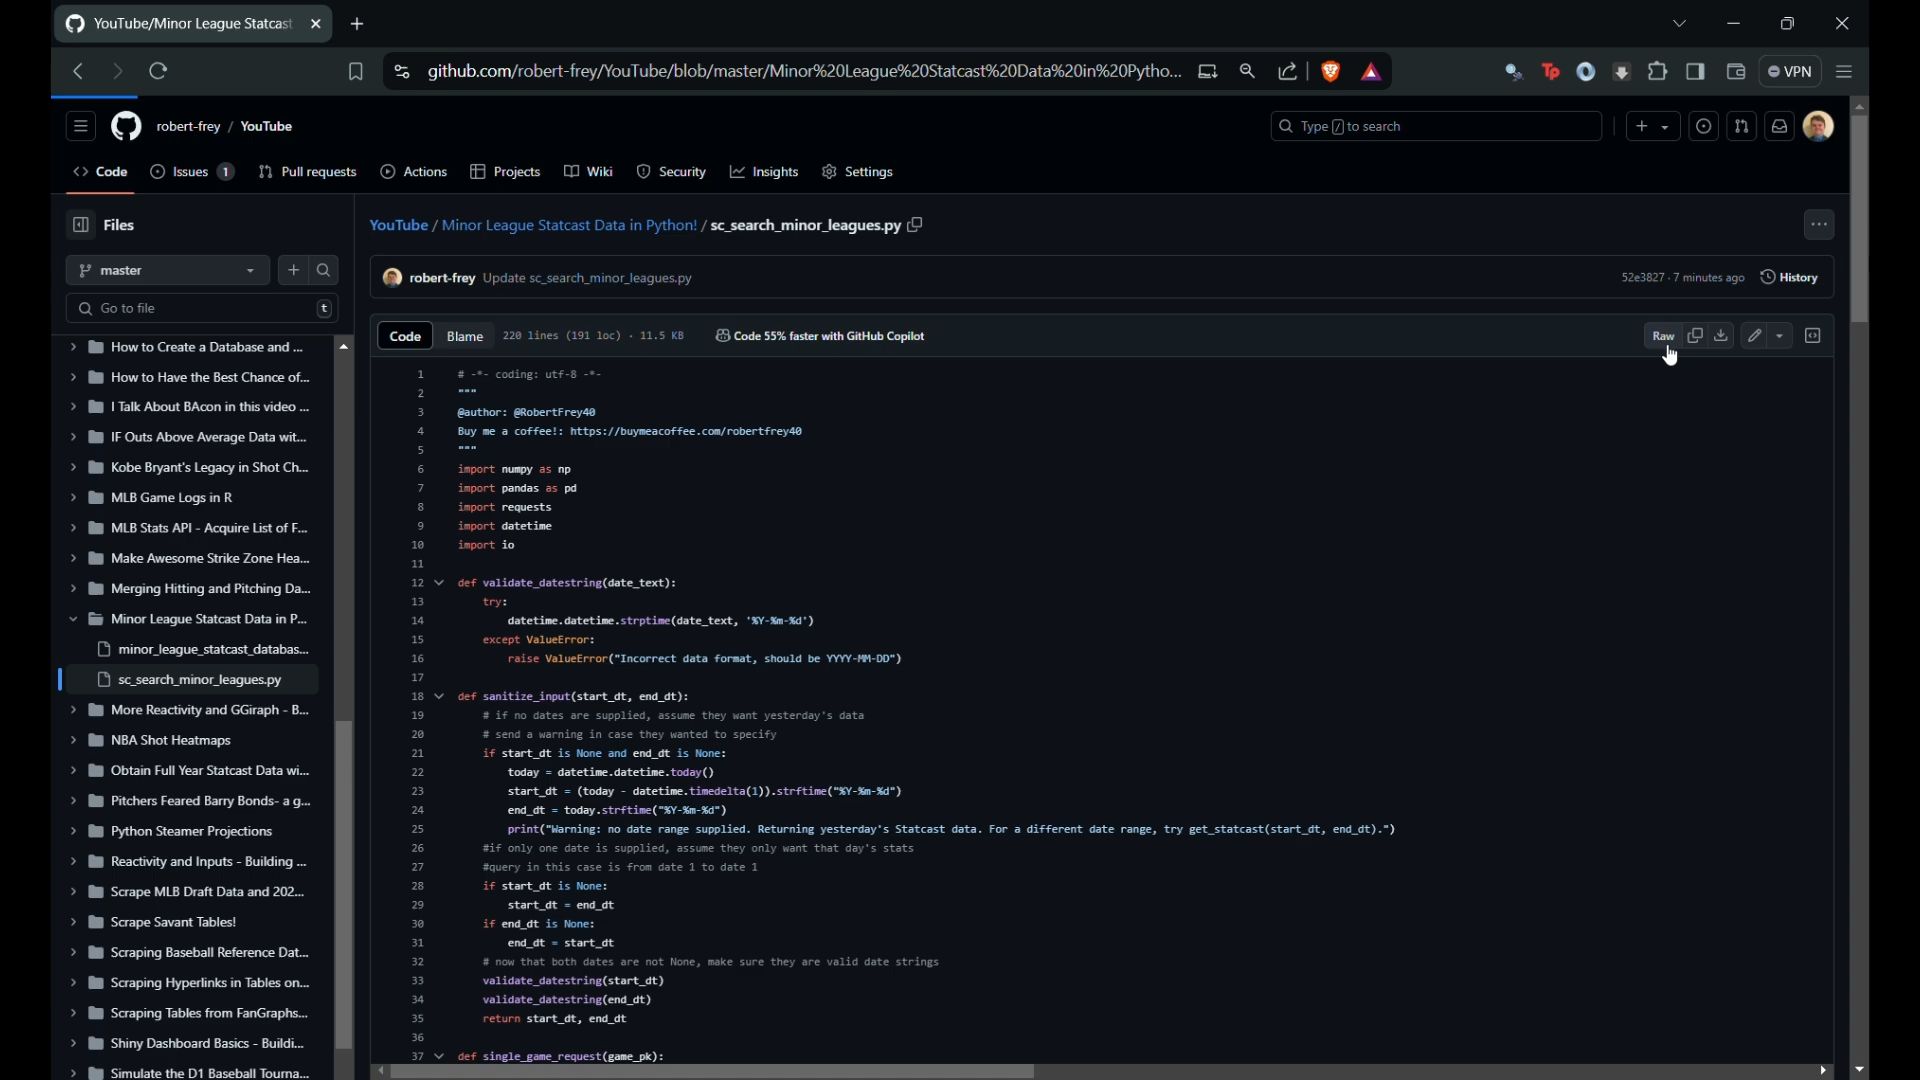 YouTube/Minor League Statcast
github.com/robert-frey/YouTube/blob/master/Minor%20League%20Statcast%20Data%20in%20Pytho...
VPN
robert-frey / YouTube
Type / to search
Code
Issues 1
Pull requests
Actions
Projects
Wiki
Security
Insights
Settings
Files
master
Go to file
t
How to Create a Database and ...
How to Have the Best Chance of...
I Talk About BAcon in this video ...
IF Outs Above Average Data wit...
Kobe Bryant's Legacy in Shot Ch...
MLB Game Logs in R
MLB Stats API - Acquire List of F...
Make Awesome Strike Zone Hea...
Merging Hitting and Pitching Da...
Minor League Statcast Data in P...
minor_league_statcast_databas...
sc_search_minor_leagues.py
More Reactivity and GGiraph - B...
NBA Shot Heatmaps
Obtain Full Year Statcast Data wi...
Pitchers Feared Barry Bonds- a g...
Python Steamer Projections
Reactivity and Inputs - Building ...
Scrape MLB Draft Data and 202...
Scrape Savant Tables!
Scraping Baseball Reference Dat...
Scraping Hyperlinks in Tables on...
Scraping Tables from FanGraphs...
Shiny Dashboard Basics - Buildi...
Simulate the D1 Baseball Tourna...
YouTube / Minor League Statcast Data in Python! / sc_search_minor_leagues.py
robert-frey Update sc_search_minor_leagues.py
52e3827 · 7 minutes ago
History
Code
Blame
220 lines (191 loc) · 11.5 KB
Code 55% faster with GitHub Copilot
Raw
1 # -*- coding: utf-8 -*-
2 """
3 @author: @RobertFrey40
4 Buy me a coffee!: https://buymeacoffee.com/robertfrey40
5 """
6 import numpy as np
7 import pandas as pd
8 import requests
9 import datetime
10 import io
11
12 def validate_datestring(date_text):
13 try:
14 datetime.datetime.strptime(date_text, '%Y-%m-%d')
15 except ValueError:
16 raise ValueError("Incorrect data format, should be YYYY-MM-DD")
17
18 def sanitize_input(start_dt, end_dt):
19 # if no dates are supplied, assume they want yesterday's data
20 # send a warning in case they wanted to specify
21 if start_dt is None and end_dt is None:
22 today = datetime.datetime.today()
23 start_dt = (today - datetime.timedelta(1)).strftime("%Y-%m-%d")
24 end_dt = today.strftime("%Y-%m-%d")
25 print("Warning: no date range supplied. Returning yesterday's Statcast data. For a different date range, try get_statcast(start_dt, end_dt).")
26 #if only one date is supplied, assume they only want that day's stats
27 #query in this case is from date 1 to date 1
28 if start_dt is None:
29 start_dt = end_dt
30 if end_dt is None:
31 end_dt = start_dt
32 # now that both dates are not None, make sure they are valid date strings
33 validate_datestring(start_dt)
34 validate_datestring(end_dt)
35 return start_dt, end_dt
36
37 def single_game_request(game_pk):